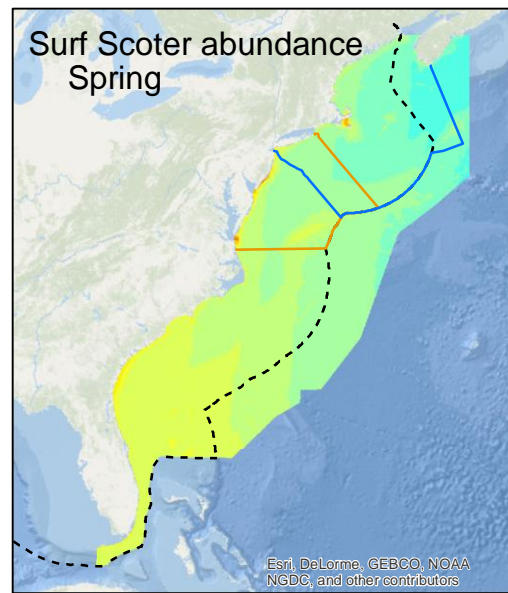 Surf Scoter abundance
Spring
Esri, DeLorme, GEBCO, NOAA
NGDC, and other contributors